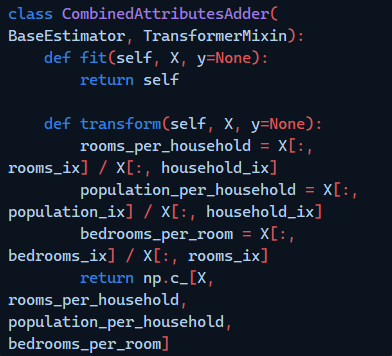 class CombinedAttributesAdder(
BaseEstimator, TransformerMixin):
    def fit(self, X, y=None):
        return self

    def transform(self, X, y=None):
        rooms_per_household = X[:,
rooms_ix] / X[:, household_ix]
        population_per_household = X[:,
population_ix] / X[:, household_ix]
        bedrooms_per_room = X[:,
bedrooms_ix] / X[:, rooms_ix]
        return np.c_[X,
rooms_per_household,
population_per_household,
bedrooms_per_room]